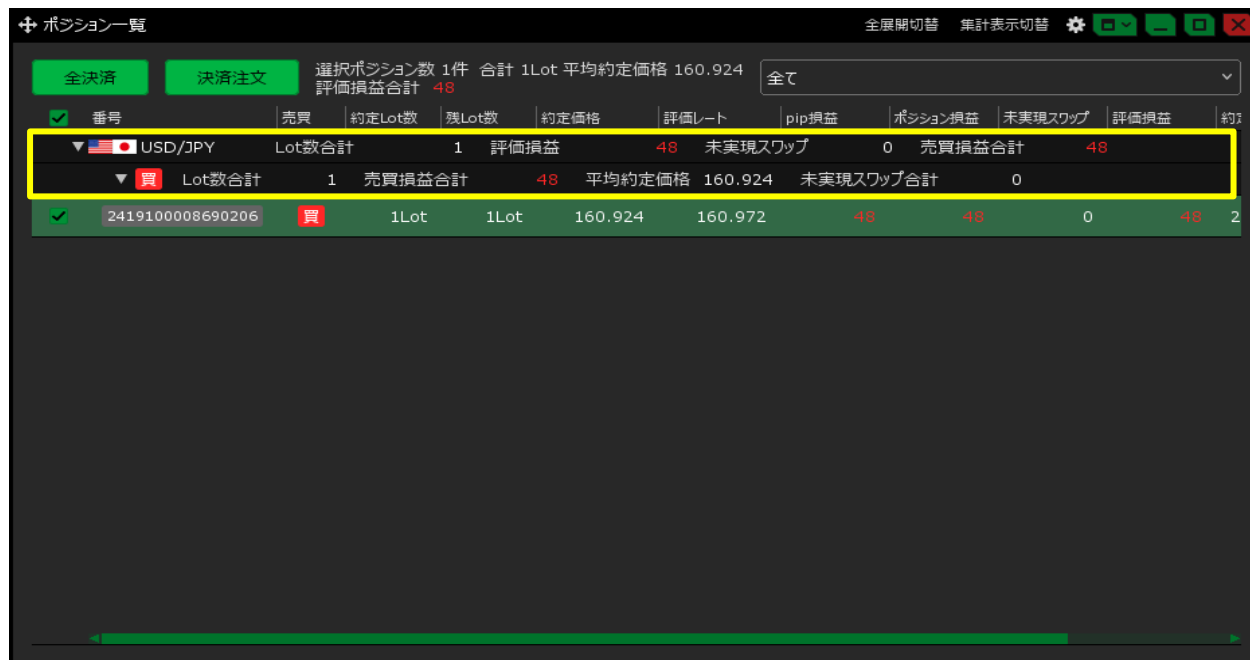 ポジション一覧 全展開切替 集計表示切替
全決済 決済注文 選択ポジション数 1件 合計 1Lot 平均約定価格 160.924 全て
評価損益合計 48
番号 売買 約定Lot数 残Lot数 約定価格 評価レート pip損益 ポジション損益 未実現スワップ 評価損益
USD/JPY Lot数合計 1 評価損益 48 未実現スワップ 0 売買損益合計 48
買 Lot数合計 1 売買損益合計 48 平均約定価格 160.924 未実現スワップ合計 0
2419100008690206 買 1Lot 1Lot 160.924 160.972 48 48 0 48 2